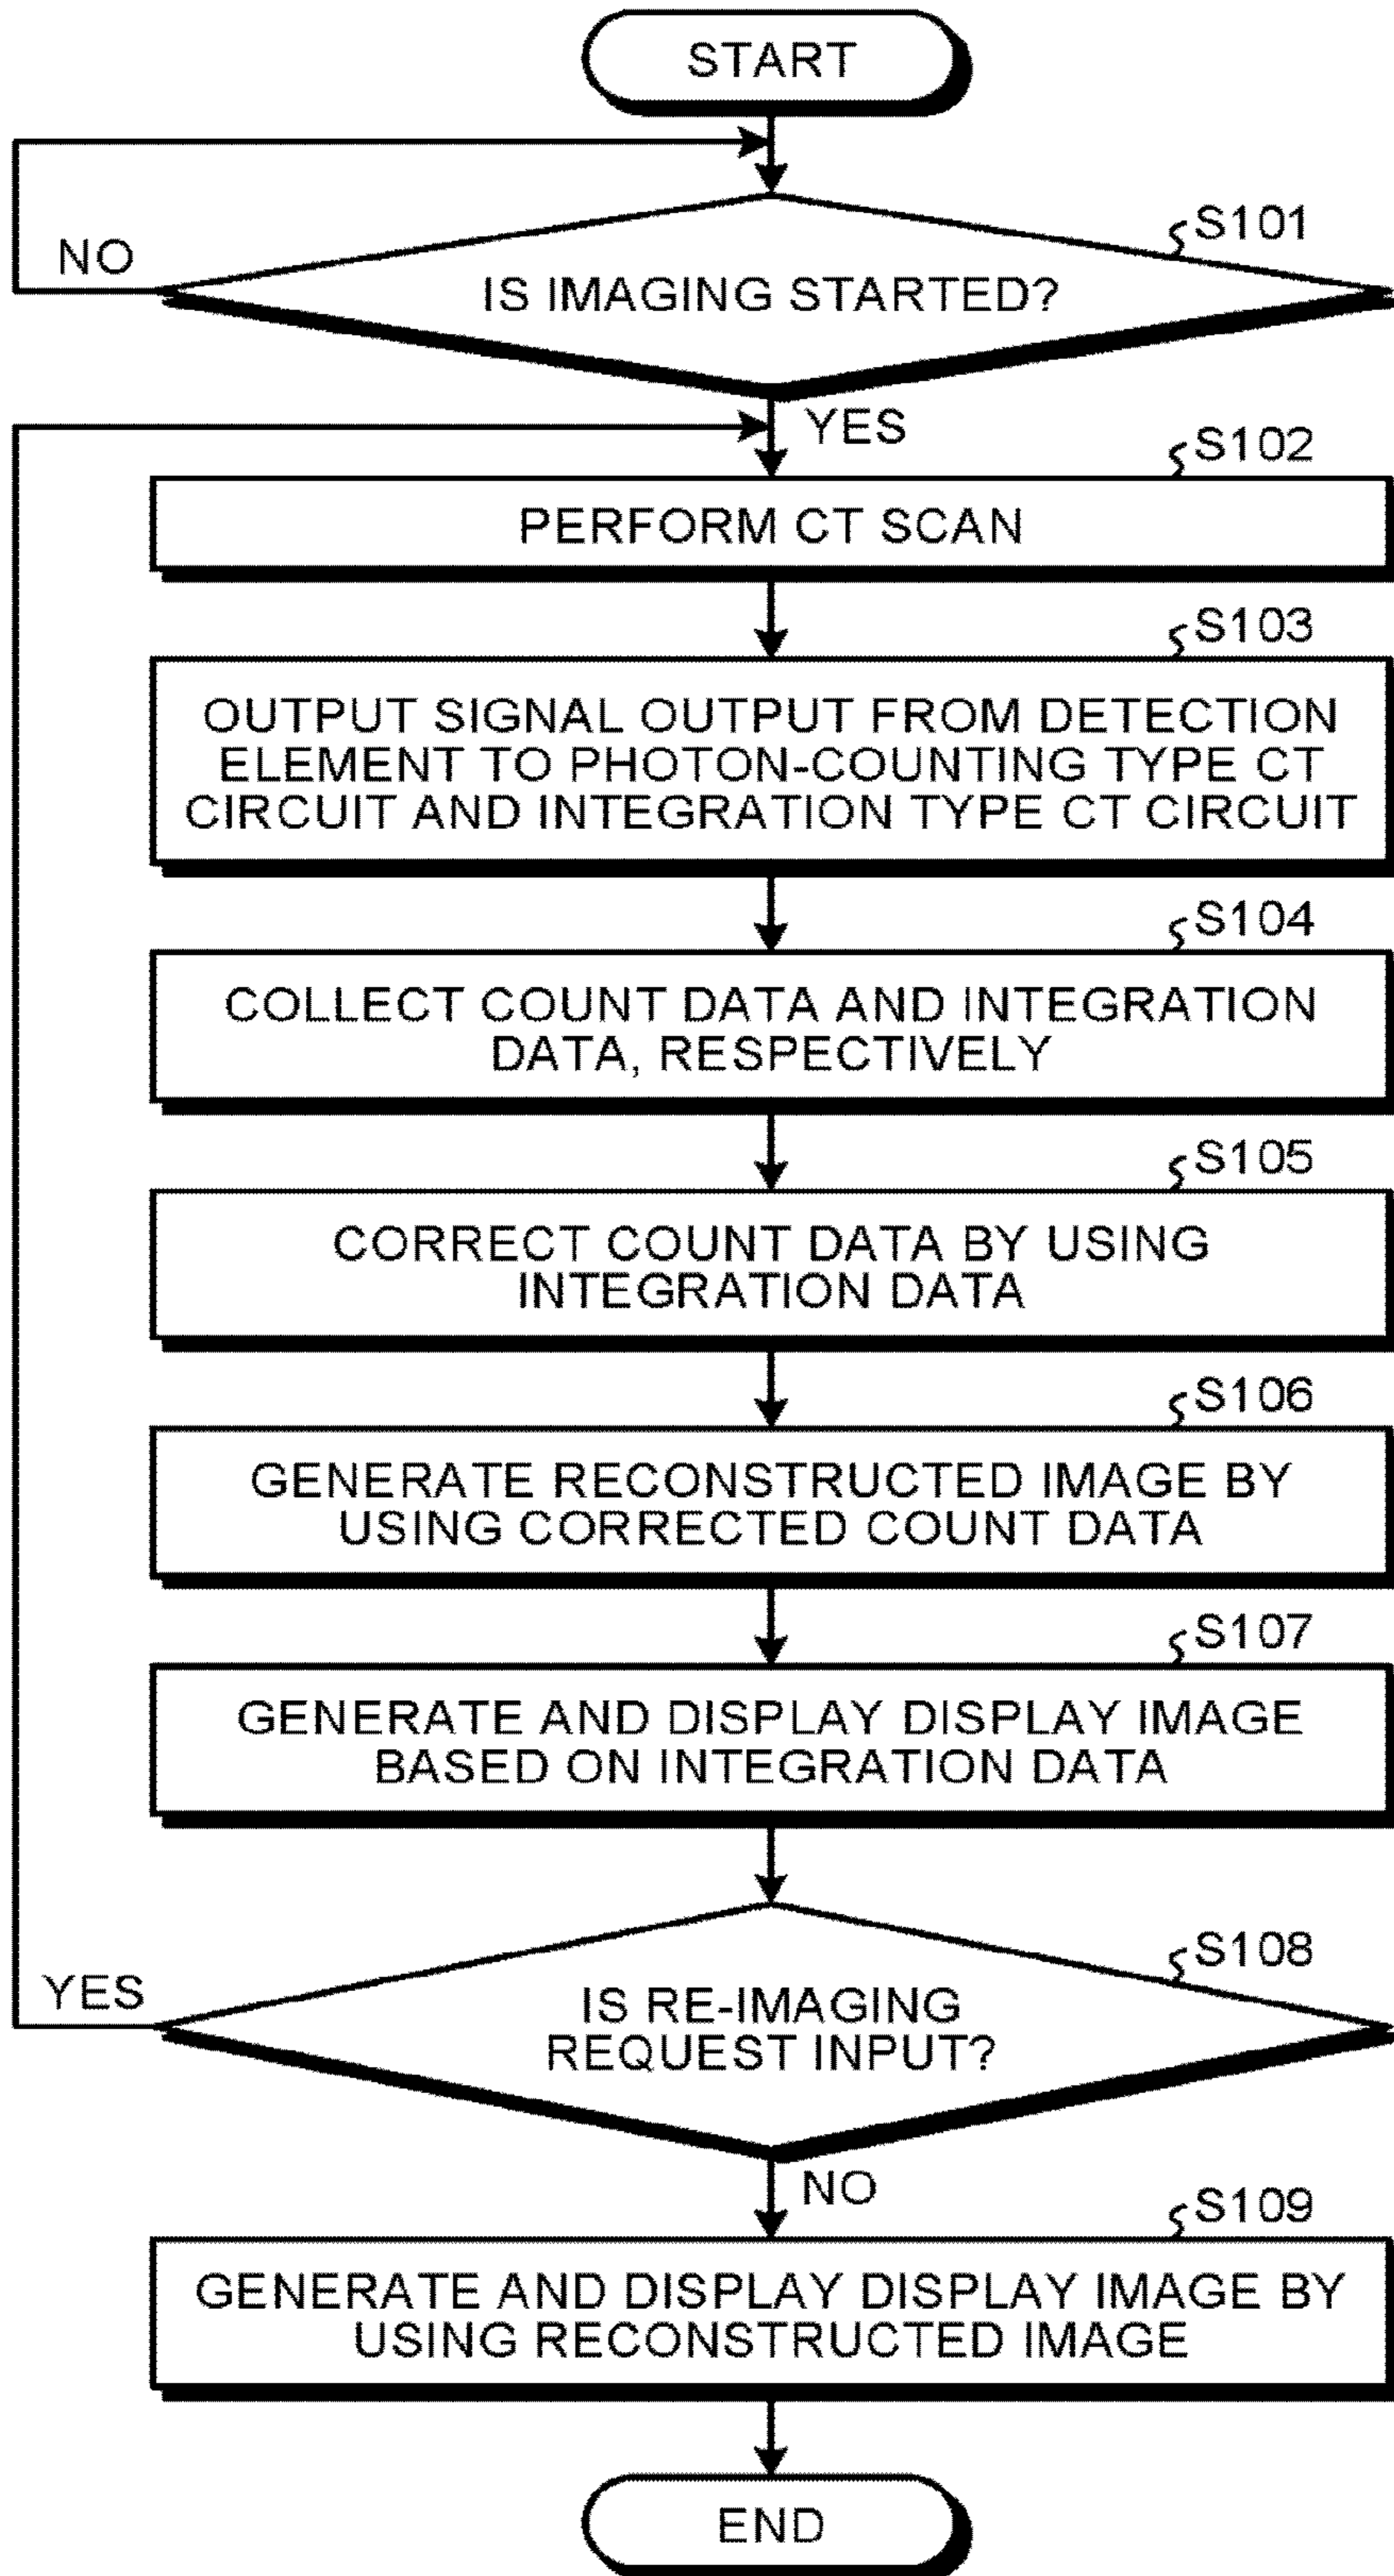 START
NO
S101
IS IMAGING STARTED?
YES
S102
PERFORM CT SCAN
S103
OUTPUT SIGNAL OUTPUT FROM DETECTION
ELEMENT TO PHOTON-COUNTING TYPE CT
CIRCUIT AND INTEGRATION TYPE CT CIRCUIT
S104
COLLECT COUNT DATA AND INTEGRATION
DATA, RESPECTIVELY
S105
CORRECT COUNT DATA BY USING
INTEGRATION DATA
S106
GENERATE RECONSTRUCTED IMAGE BY
USING CORRECTED COUNT DATA
S107
GENERATE AND DISPLAY DISPLAY IMAGE
BASED ON INTEGRATION DATA
S108
YES
IS RE-IMAGING
REQUEST INPUT?
NO
S109
GENERATE AND DISPLAY DISPLAY IMAGE BY
USING RECONSTRUCTED IMAGE
END